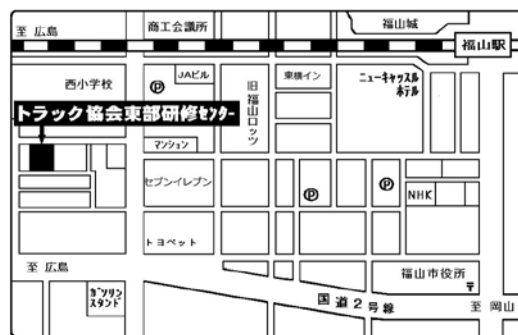 至 広島
商工会議所
福山城
福山駅
西小学校
Ⓟ
JAビル
旧福山ロッツ
東横イン
ニューキャッスル
ホテル
トラック協会東部研修センター
マンション
セブンイレブン
Ⓟ
Ⓟ
NHK
トヨペット
至 広島
福山市役所
〒
ガソリン
スタンド
国道2号線
至 岡山